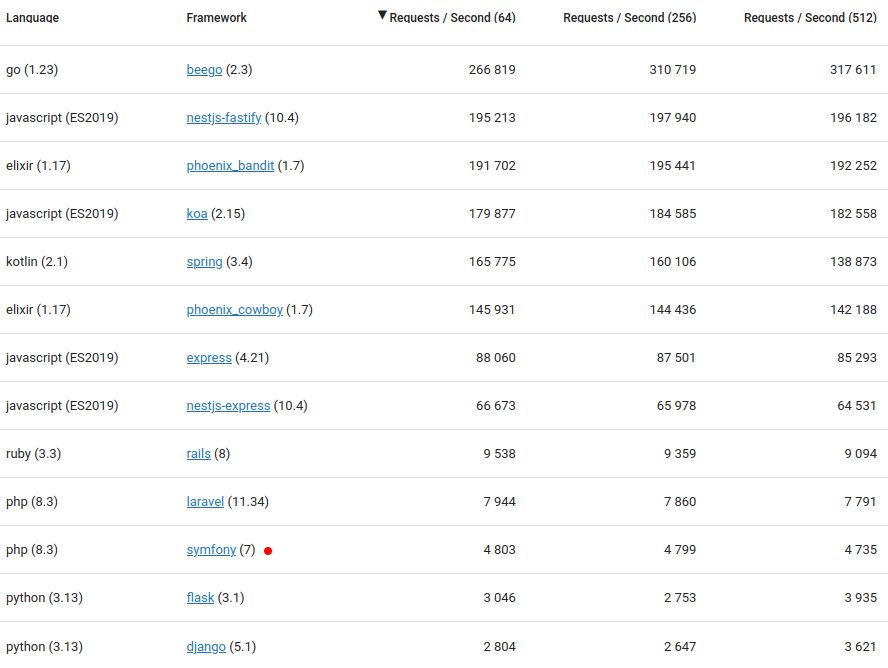 Language Framework ▼ Requests / Second (64) Requests / Second (256) Requests / Second (512)
go (1.23) beego (2.3) 266 819 310 719 317 611
javascript (ES2019) nestjs-fastify (10.4) 195 213 197 940 196 182
elixir (1.17) phoenix_bandit (1.7) 191 702 195 441 192 252
javascript (ES2019) koa (2.15) 179 877 184 585 182 558
kotlin (2.1) spring (3.4) 165 775 160 106 138 873
elixir (1.17) phoenix_cowboy (1.7) 145 931 144 436 142 188
javascript (ES2019) express (4.21) 88 060 87 501 85 293
javascript (ES2019) nestjs-express (10.4) 66 673 65 978 64 531
ruby (3.3) rails (8) 9 538 9 359 9 094
php (8.3) laravel (11.34) 7 944 7 860 7 791
php (8.3) symfony (7) 4 803 4 799 4 735
python (3.13) flask (3.1) 3 046 2 753 3 935
python (3.13) django (5.1) 2 804 2 647 3 621